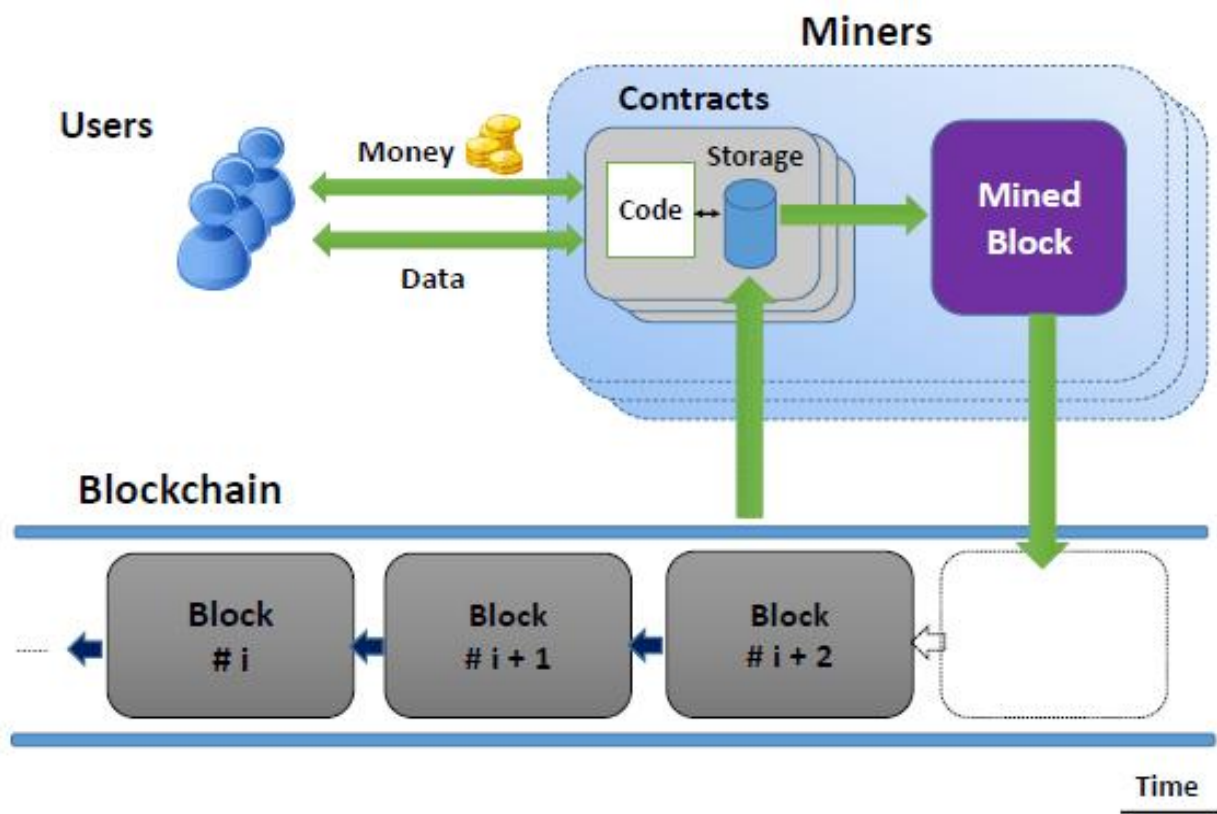 Miners
Contracts
Users
Money
Storage
Code
Mined
Block
Data
Blockchain
Block
# i
Block
# i + 1
Block
# i + 2
Time